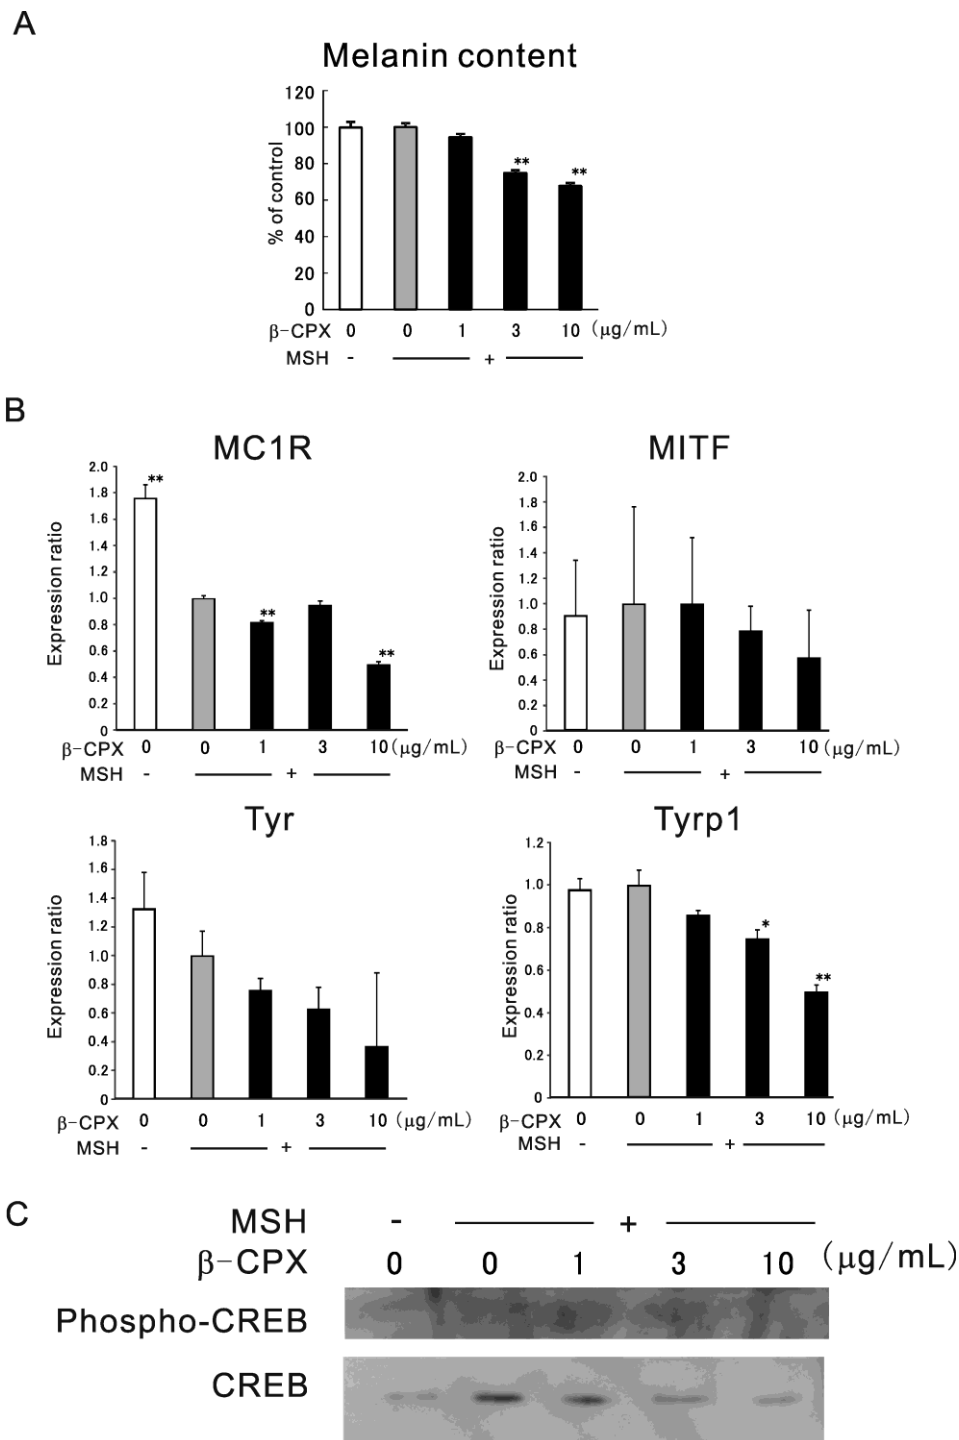 A
Melanin content
% of control
120
100
80
60
40
20
0
** **
β-CPX 0 0 1 3 10 (μg/mL)
MSH - +
B
MC1R
Expression ratio
2.0
1.8
1.6
1.4
1.2
1.0
0.8
0.6
0.4
0.2
0
** ** **
β-CPX 0 0 1 3 10 (μg/mL)
MSH - +
MITF
Expression ratio
2.0
1.8
1.6
1.4
1.2
1.0
0.8
0.6
0.4
0.2
0
β-CPX 0 0 1 3 10 (μg/mL)
MSH - +
Tyr
Expression ratio
1.8
1.6
1.4
1.2
1.0
0.8
0.6
0.4
0.2
0
β-CPX 0 0 1 3 10 (μg/mL)
MSH - +
Tyrp1
Expression ratio
1.2
1.0
0.8
0.6
0.4
0.2
0
* **
β-CPX 0 0 1 3 10 (μg/mL)
MSH - +
C
MSH - +
β-CPX 0 0 1 3 10 (μg/mL)
Phospho-CREB
CREB